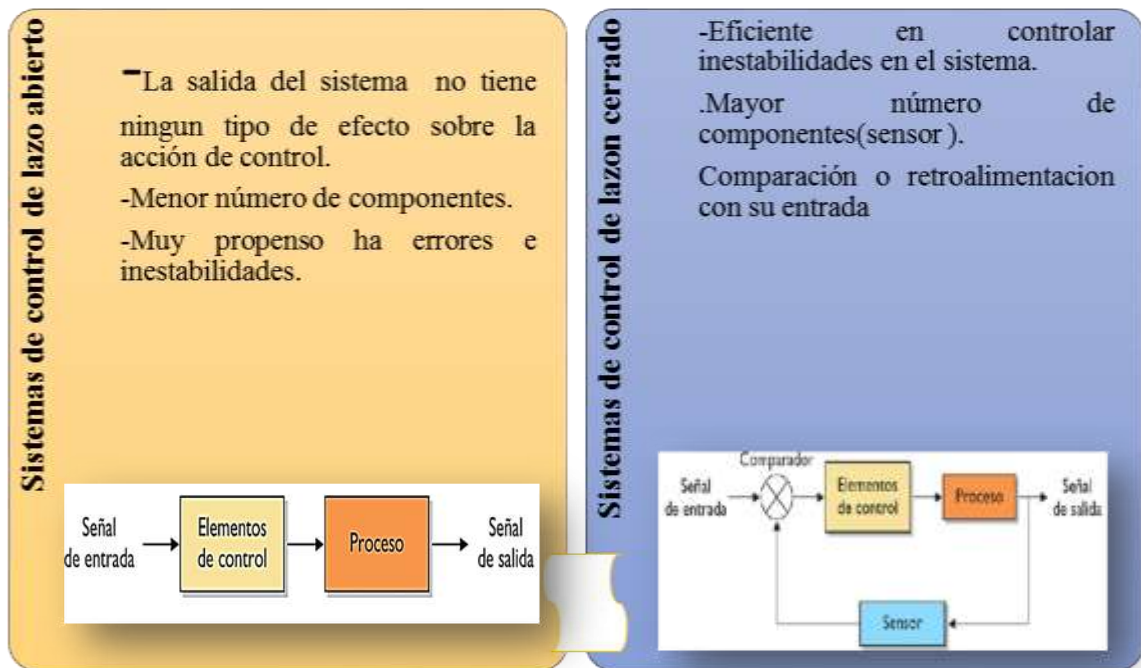 Sistemas de control de lazo abierto
-La salida del sistema no tiene
ningun tipo de efecto sobre la
acción de control.
-Menor número de componentes.
-Muy propenso ha errores e
inestabilidades.
Señal
de entrada
Elementos
de control
Proceso
Señal
de salida
Sistemas de control de lazon cerrado
-Eficiente en controlar
inestabilidades en el sistema.
.Mayor número de
componentes(sensor ).
Comparación o retroalimentacion
con su entrada
Comparador
Señal
de entrada
Elementos
de control
Proceso
Señal
de salida
Sensor